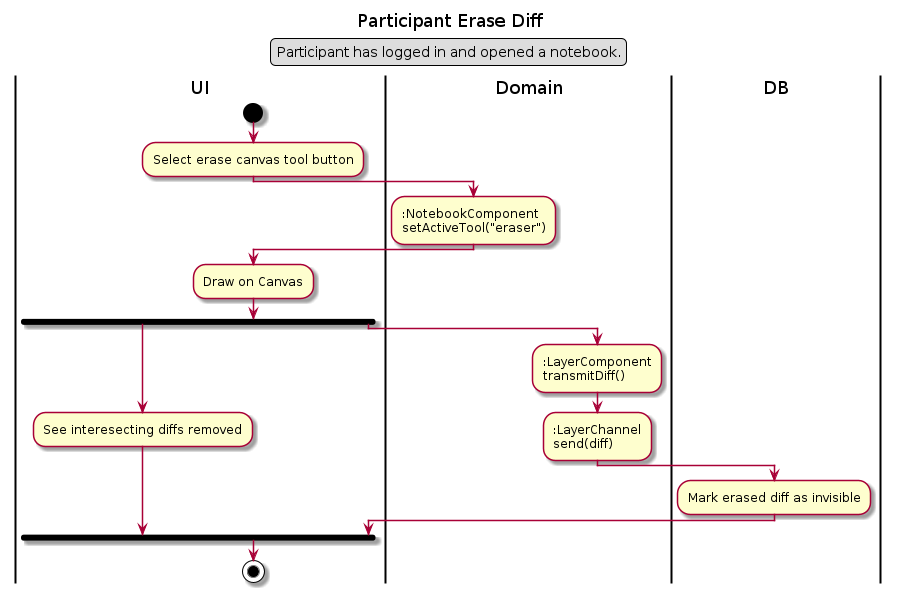 Participant Erase Diff
Participant has logged in and opened a notebook.
UI
Domain
DB
Select erase canvas tool button
:NotebookComponent
setActiveTool("eraser")
Draw on Canvas
:LayerComponent
transmitDiff()
See interesecting diffs removed
:LayerChannel
send(diff)
Mark erased diff as invisible